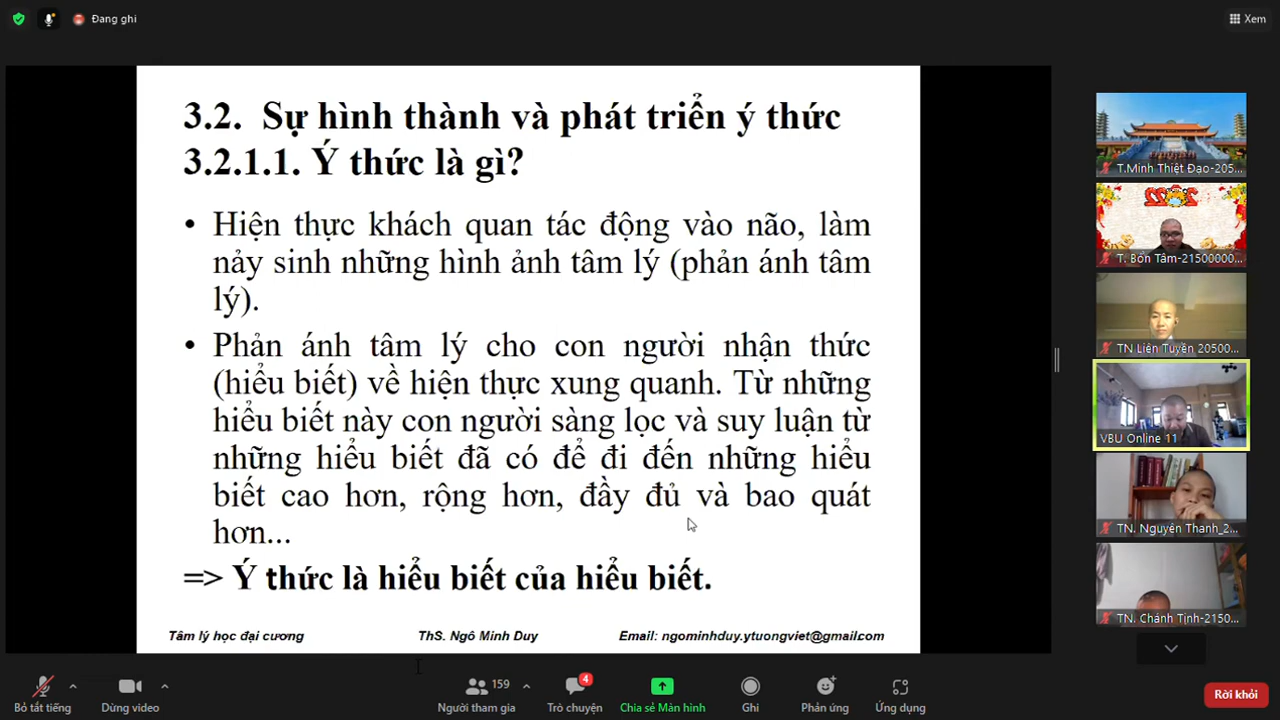 Đang ghi
Xem
3.2. Sự hình thành và phát triển ý thức
3.2.1.1. Ý thức là gì?
• Hiện thực khách quan tác động vào não, làm
nảy sinh những hình ảnh tâm lý (phản ánh tâm
lý).
• Phản ánh tâm lý cho con người nhận thức
(hiểu biết) về hiện thực xung quanh. Từ những
hiểu biết này con người sàng lọc và suy luận từ
những hiểu biết đã có để đi đến những hiểu
biết cao hơn, rộng hơn, đầy đủ và bao quát
hơn...
=> Ý thức là hiểu biết của hiểu biết.
Tâm lý học đại cương ThS. Ngô Minh Duy Email: ngominhduy.ytuongviet@gmail.com
T.Minh Thiệt Đạo-205...
2022
T. Bổn Tâm-21500000...
TN Liên Tuyền 20500...
VBU Online 11
TN. Nguyên Thanh_2...
TN. Chánh Tịnh-2150...
Bỏ tắt tiếng
Dừng video
159
Người tham gia
4
Trò chuyện
Chia sẻ Màn hình
Ghi
Phản ứng
Ứng dụng
Rời khỏi